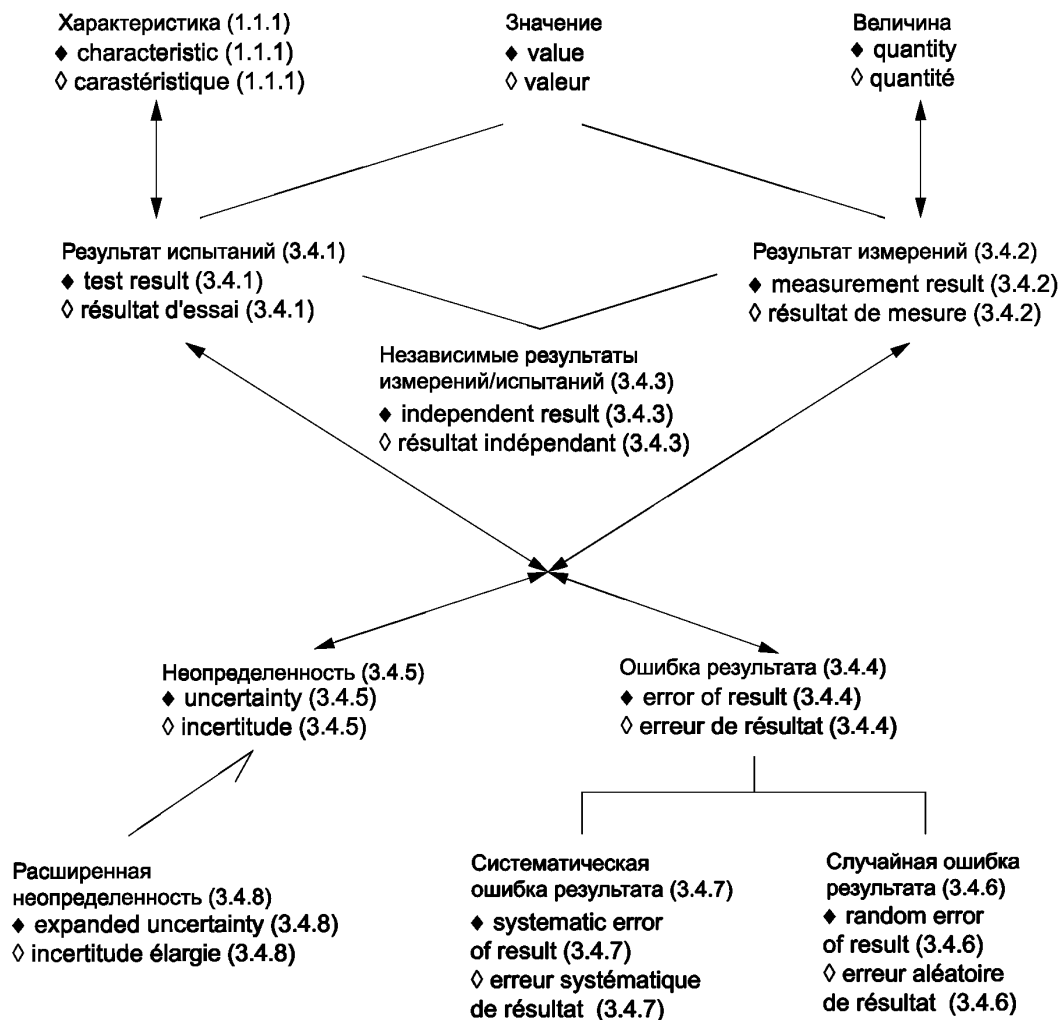 Характеристика (1.1.1)
♦ characteristic (1.1.1)
◊ carastéristique (1.1.1)
Значение
♦ value
◊ valeur
Величина
♦ quantity
◊ quantité
Результат испытаний (3.4.1)
♦ test result (3.4.1)
◊ résultat d'essai (3.4.1)
Результат измерений (3.4.2)
♦ measurement result (3.4.2)
◊ résultat de mesure (3.4.2)
Независимые результаты
измерений/испытаний (3.4.3)
♦ independent result (3.4.3)
◊ résultat indépendant (3.4.3)
Неопределенность (3.4.5)
♦ uncertainty (3.4.5)
◊ incertitude (3.4.5)
Ошибка результата (3.4.4)
♦ error of result (3.4.4)
◊ erreur de résultat (3.4.4)
Расширенная
неопределенность (3.4.8)
♦ expanded uncertainty (3.4.8)
◊ incertitude élargie (3.4.8)
Систематическая
ошибка результата (3.4.7)
♦ systematic error
of result (3.4.7)
◊ erreur systématique
de résultat (3.4.7)
Случайная ошибка
результата (3.4.6)
♦ random error
of result (3.4.6)
◊ erreur aléatoire
de résultat (3.4.6)